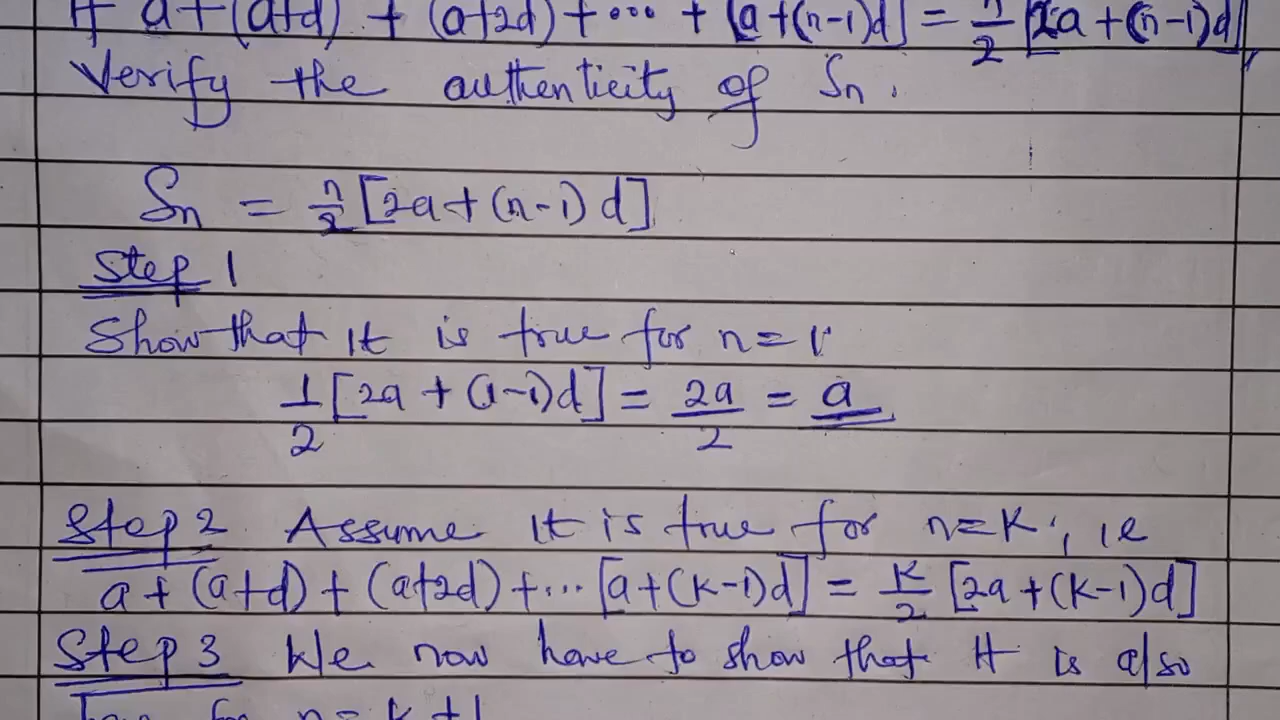 If a + (a+d) + (a+2d) + ... + [a+(n-1)d] = n/2 [2a + (n-1)d]
Verify the authenticity of Sn.
Sn = n/2 [2a + (n-1)d]
Step 1
Show that it is true for n = 1
1/2 [2a + (1-1)d] = 2a/2 = a
Step 2 Assume it is true for n=k; ie
a + (a+d) + (a+2d) + ... [a+(k-1)d] = k/2 [2a+(k-1)d]
Step 3 We now have to show that it is also
for n = k+1